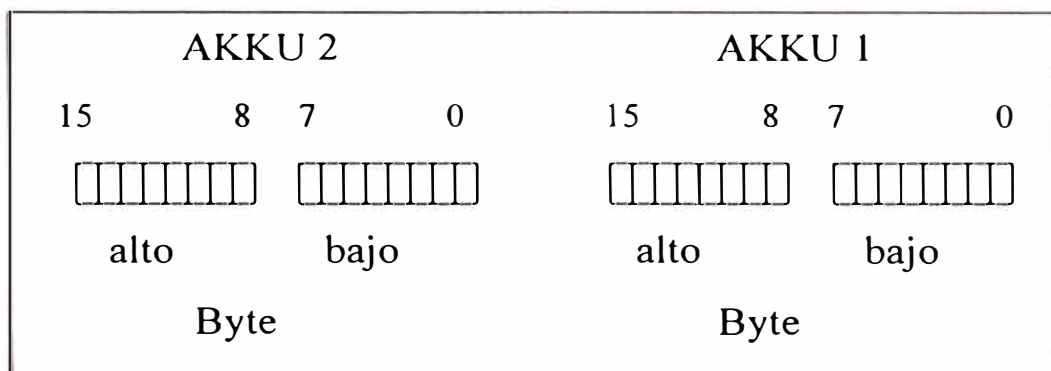 AKKU 2 AKKU 1
15 8 7 0 15 8 7 0
alto bajo alto bajo
Byte Byte